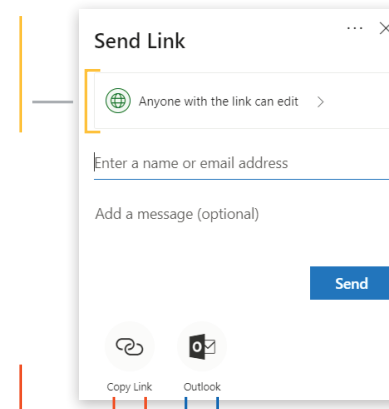 Send Link
Anyone with the link can edit
Enter a name or email address
Add a message (optional)
Send
Copy Link
Outlook